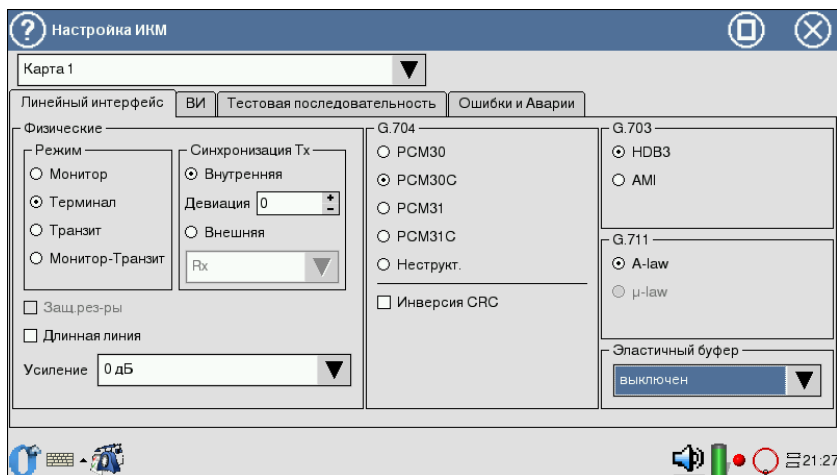 Настройка ИКМ
Карта 1
Линейный интерфейс
ВИ
Тестовая последовательность
Ошибки и Аварии
Физические
Режим
Монитор
Терминал
Транзит
Монитор-Транзит
Синхронизация Tx
Внутренняя
Девиация 0
Внешняя
Rx
Защ.рез-ры
Длинная линия
Усиление 0 дБ
G.704
PCM30
PCM30C
PCM31
PCM31C
Неструкт.
Инверсия CRC
G.703
HDB3
AMI
G.711
A-law
μ-law
Эластичный буфер
выключен
21:27